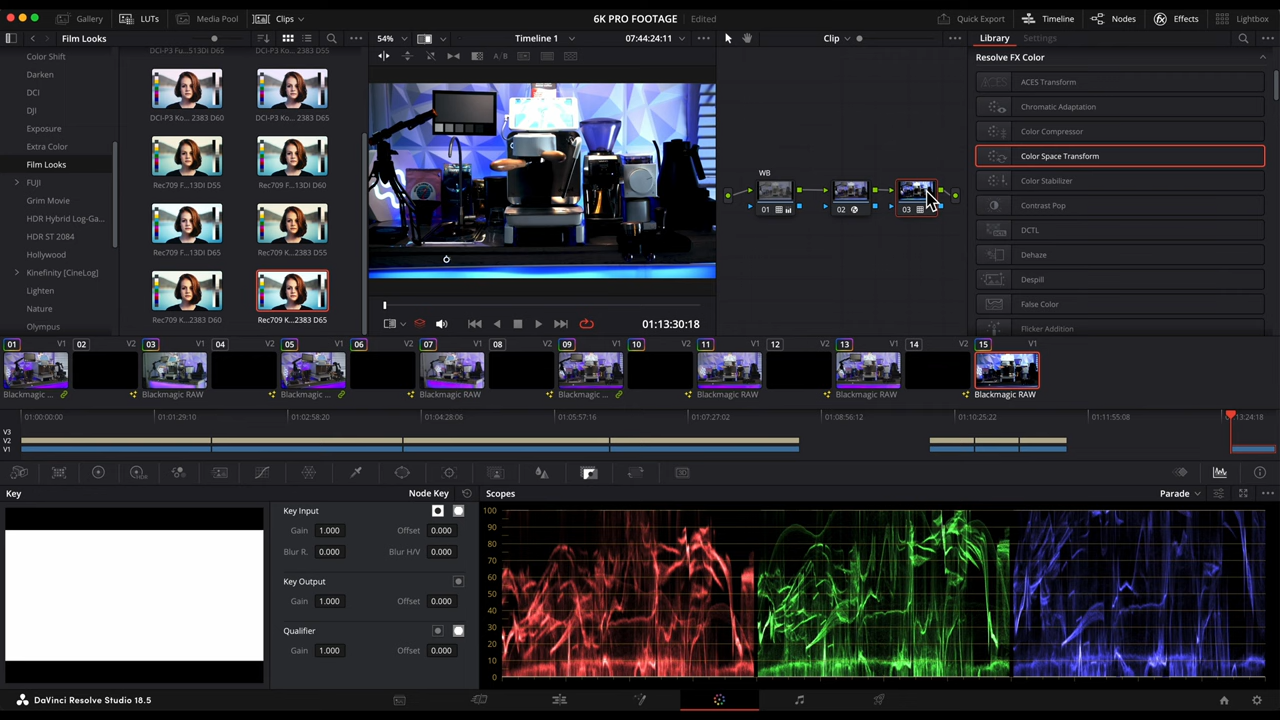 Gallery LUTs Media Pool Clips 6K PRO FOOTAGE Edited Quick Export Timeline Nodes Effects Lightbox
Film Looks 54% Timeline 1 07:44:24:11 Clip Library Settings
Color Shift
Darken
DCI
DJI
Exposure
Extra Color
Film Looks
FUJI
Grim Movie
HDR Hybrid Log-Ga...
HDR ST 2084
Hollywood
Kinefinity [CineLog]
Lighten
Nature
Olympus
DCI-P3 Fu...513DI D65 DCI-P3 Ko...2383 D55
DCI-P3 Ko... 2383 D60 DCI-P3 Ko... 2383 D65
Rec709 F...13DI D55 Rec709 F...13DI D60
Rec709 F...13DI D65 Rec709 K...2383 D55
Rec709 K...2383 D60 Rec709 K...2383 D65
01:13:30:18
WB
01 02 03
Resolve FX Color
ACES Transform
Chromatic Adaptation
Color Compressor
Color Space Transform
Color Stabilizer
Contrast Pop
DCTL
Dehaze
Despill
False Color
Flicker Addition
01 V1 02 V2 03 V1 04 V2 05 V1 06 V2 07 V1 08 V2 09 V1 10 V2 11 V1 12 V2 13 V1 14 V2 15 V1
Blackmagic ... Blackmagic RAW Blackmagic ... Blackmagic RAW Blackmagic RAW Blackmagic RAW Blackmagic RAW Blackmagic RAW
01:00:00:00 01:01:29:10 01:02:58:20 01:04:28:06 01:05:57:16 01:07:27:02 01:08:56:12 01:10:25:22 01:11:55:08 :13:24:18
V3
V2
V1
Key Node Key Scopes Parade
Key Input
Gain 1.000 Offset 0.000
Blur R. 0.000 Blur H/V 0.000
Key Output
Gain 1.000 Offset 0.000
Qualifier
Gain 1.000 Offset 0.000
100
90
80
70
60
50
40
30
20
10
0
DaVinci Resolve Studio 18.5